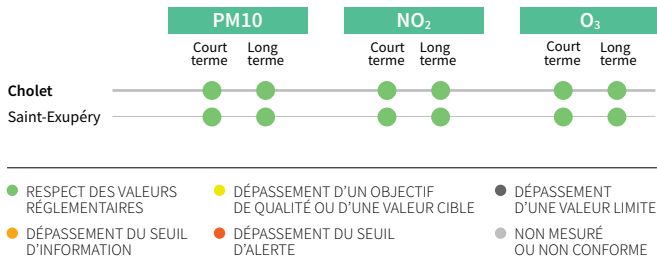 PM10 NO₂ O₃
Court Long Court Long Court Long
terme terme terme terme terme terme
Cholet
Saint-Exupéry
RESPECT DES VALEURS
RÉGLEMENTAIRES
DÉPASSEMENT D'UN OBJECTIF
DE QUALITÉ OU D'UNE VALEUR CIBLE
DÉPASSEMENT
D'UNE VALEUR LIMITE
DÉPASSEMENT DU SEUIL
D'INFORMATION
DÉPASSEMENT DU SEUIL
D'ALERTE
NON MESURÉ
OU NON CONFORME